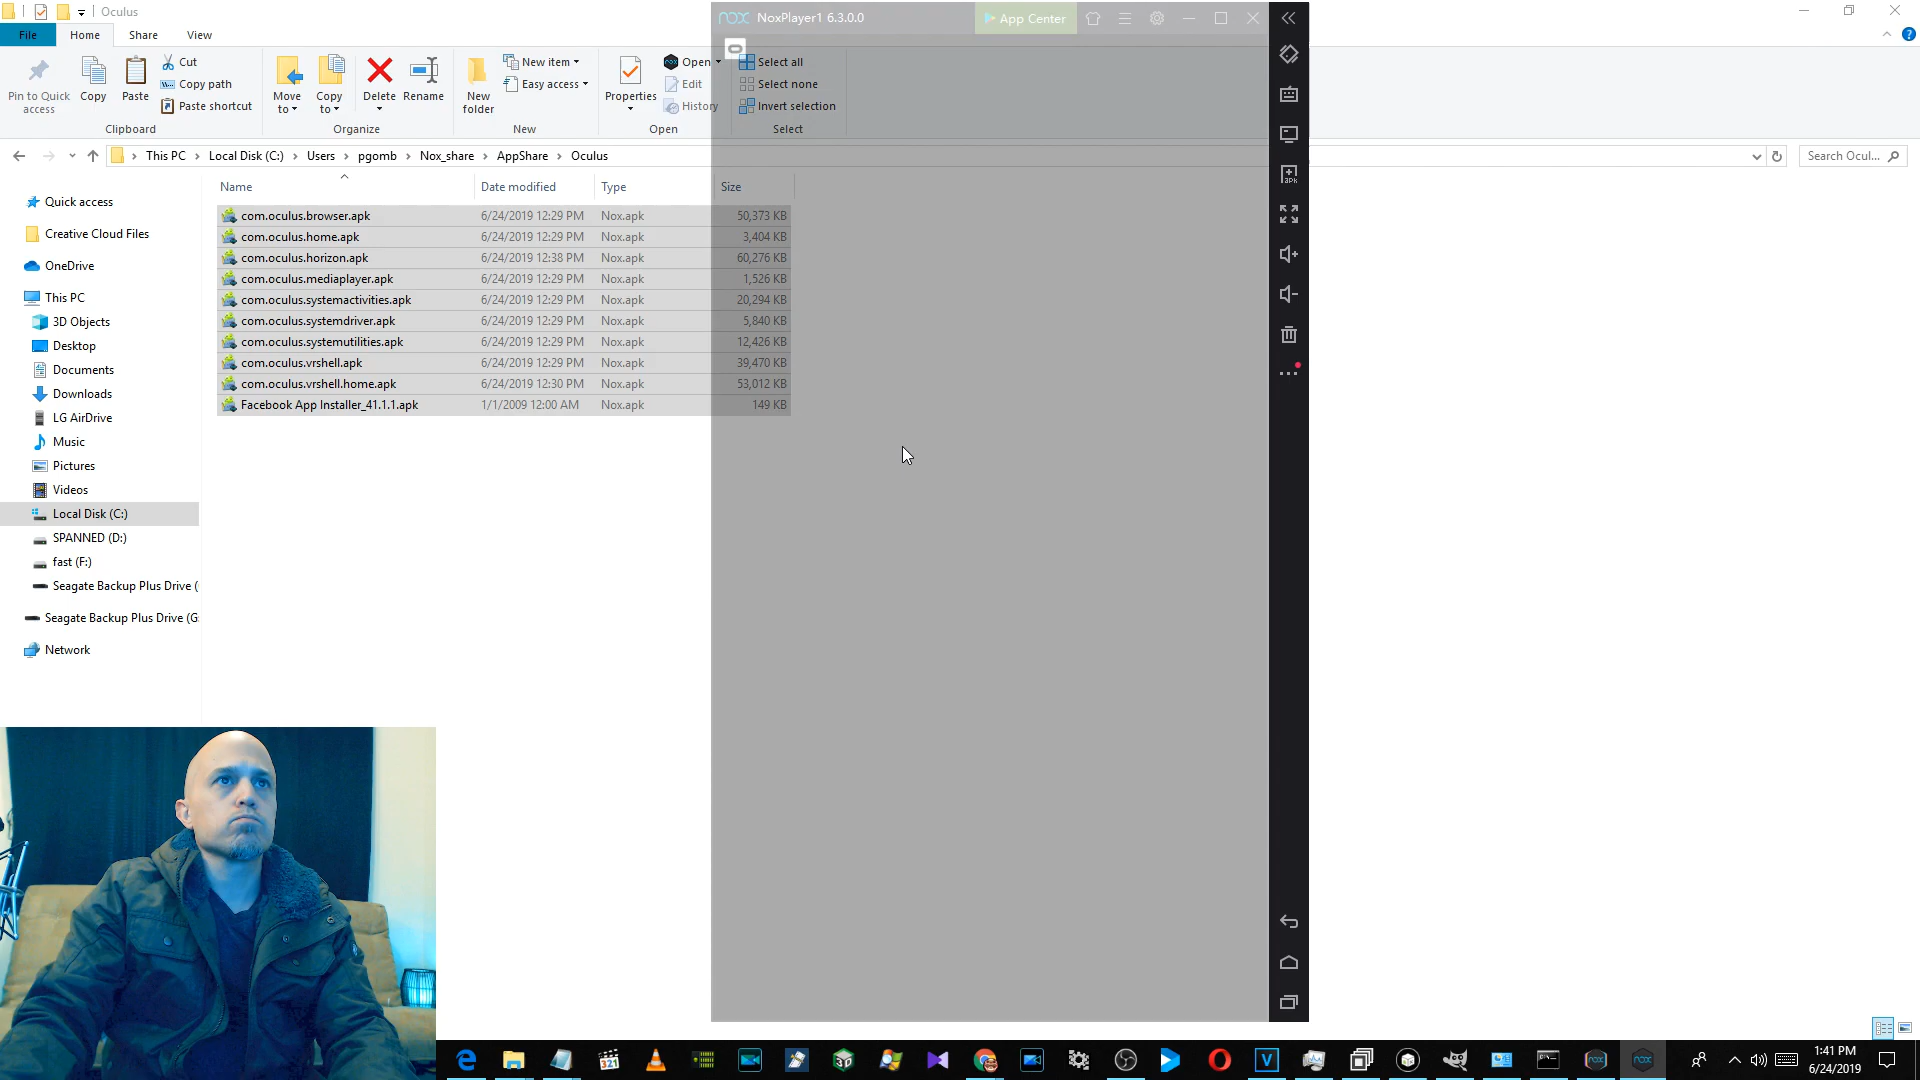 Oculus
nox NoxPlayer1 6.3.0.0
App Center
File Home Share View
Pin to Quick access
Copy
Paste
Cut
Copy path
Paste shortcut
Clipboard
Move to
Copy to
Delete
Rename
Organize
New folder
New item
Easy access
New
Properties
Open
Edit
History
Open
Select all
Select none
Invert selection
Select
This PC > Local Disk (C:) > Users > pgomb > Nox_share > AppShare > Oculus
Search Ocul...
Name Date modified Type Size
com.oculus.browser.apk 6/24/2019 12:29 PM Nox.apk 50,373 KB
com.oculus.home.apk 6/24/2019 12:29 PM Nox.apk 3,404 KB
com.oculus.horizon.apk 6/24/2019 12:38 PM Nox.apk 60,276 KB
com.oculus.mediaplayer.apk 6/24/2019 12:29 PM Nox.apk 1,526 KB
com.oculus.systemactivities.apk 6/24/2019 12:29 PM Nox.apk 20,294 KB
com.oculus.systemdriver.apk 6/24/2019 12:29 PM Nox.apk 5,840 KB
com.oculus.systemutilities.apk 6/24/2019 12:29 PM Nox.apk 12,426 KB
com.oculus.vrshell.apk 6/24/2019 12:29 PM Nox.apk 39,470 KB
com.oculus.vrshell.home.apk 6/24/2019 12:30 PM Nox.apk 53,012 KB
Facebook App Installer_41.1.1.apk 1/1/2009 12:00 AM Nox.apk 149 KB
Quick access
Creative Cloud Files
OneDrive
This PC
3D Objects
Desktop
Documents
Downloads
LG AirDrive
Music
Pictures
Videos
Local Disk (C:)
SPANNED (D:)
fast (F:)
Seagate Backup Plus Drive (
Seagate Backup Plus Drive (G:
Network
1:41 PM
6/24/2019